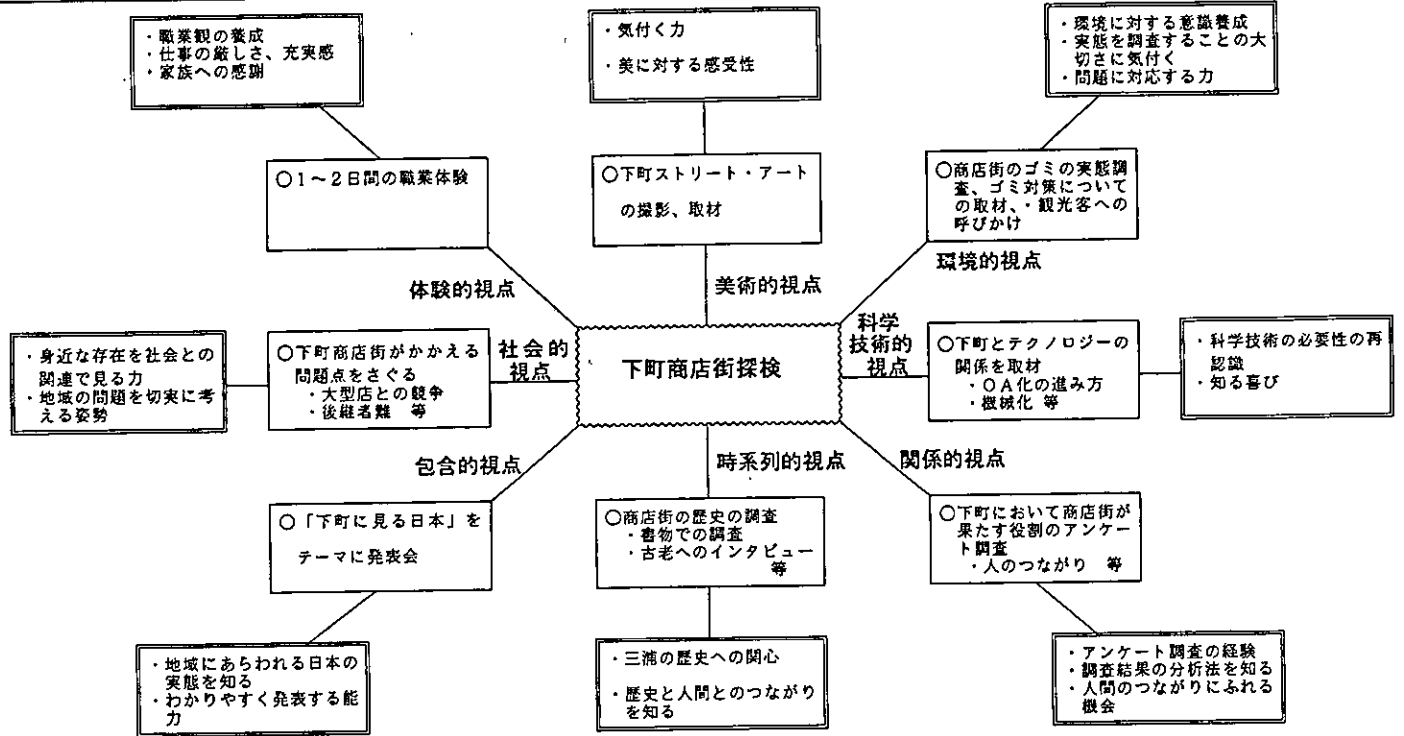 ・職業観の養成
・仕事の厳しさ、充実感
・家族への感謝
・気付く力
・美に対する感受性
・環境に対する意識養成
・実態を調査することの大
切さに気付く
・問題に対応する力
○1~2日間の職業体験
○下町ストリート・アート
の撮影、取材
○商店街のゴミの実態調
査、ゴミ対策について
の取材、・観光客への
呼びかけ
体験的視点
美術的視点
環境的視点
・身近な存在を社会との
関連で見る力
・地域の問題を切実に考
える姿勢
○下町商店街がかかえる
問題点をさぐる
・大型店との競争
・後継者難 等
社会的
視点
下町商店街探検
科学
技術的
視点
○下町とテクノロジーの
関係を取材
・OA化の進み方
・機械化 等
・科学技術の必要性の再
認識
・知る喜び
包含的視点
時系列的視点
関係的視点
○「下町に見る日本」を
テーマに発表会
○商店街の歴史の調査
・書物での調査
・古老へのインタビュー
等
○下町において商店街が
果たす役割のアンケー
ト調査
・人のつながり 等
・地域にあらわれる日本の
実態を知る
・わかりやすく発表する能
力
・三浦の歴史への関心
・歴史と人間とのつながり
を知る
・アンケート調査の経験
・調査結果の分析法を知る
・人間のつながりにふれる
機会